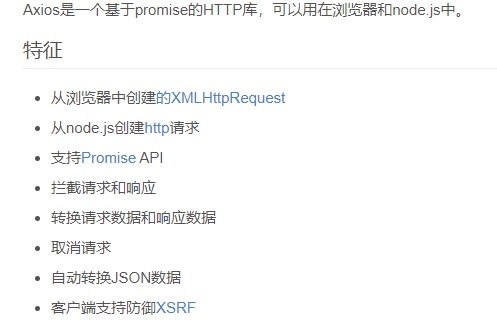 Axios是一个基于promise的HTTP库，可以用在浏览器和node.js中。
特征
从浏览器中创建的XMLHttpRequest
从node.js创建http请求
支持Promise API
拦截请求和响应
转换请求数据和响应数据
取消请求
自动转换JSON数据
客户端支持防御XSRF